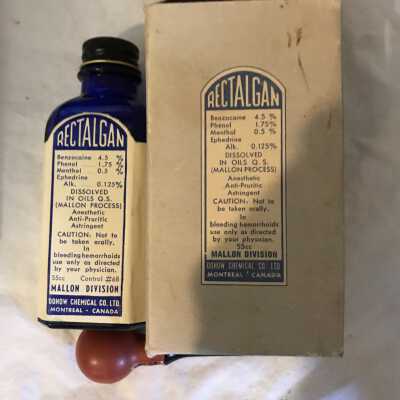 RECTALGAN
Benzocaine 4.5 %
Phenol 1.75 %
Menthol 0.5 %
Ephedrine
Alk. 0.125%
DISSOLVED
IN OILS Q.S.
(MALLON PROCESS)
Anesthetic
Anti-Pruritic
Astringent
CAUTION: Not to
be taken orally.
In
bleeding hemorrhoids
use only as directed
by your physician.
55cc Control #68
MALLON DIVISION
DOHOW CHEMICAL CO. LTD.
MONTREAL - CANADA
RECTALGAN
Benzocaine 4.5 %
Phenol 1.75%
Menthol 0.5 %
Ephedrine
Alk. 0.125%
DISSOLVED
IN OILS Q.S.
(MALLON PROCESS)
Anesthetic
Anti-Pruritic
Astringent
CAUTION: Not to
be taken orally.
In
bleeding hemorrhoids
use only as directed
by your physician.
55cc
MALLON DIVISION
DOHOW CHEMICAL CO. LTD.
MONTREAL - CANADA